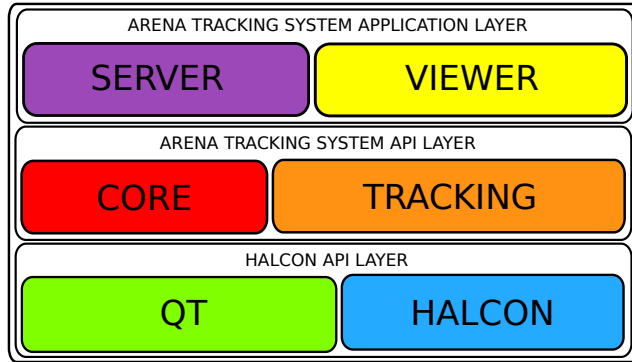 ARENA TRACKING SYSTEM APPLICATION LAYER
SERVER VIEWER
ARENA TRACKING SYSTEM API LAYER
CORE TRACKING
HALCON API LAYER
QT HALCON